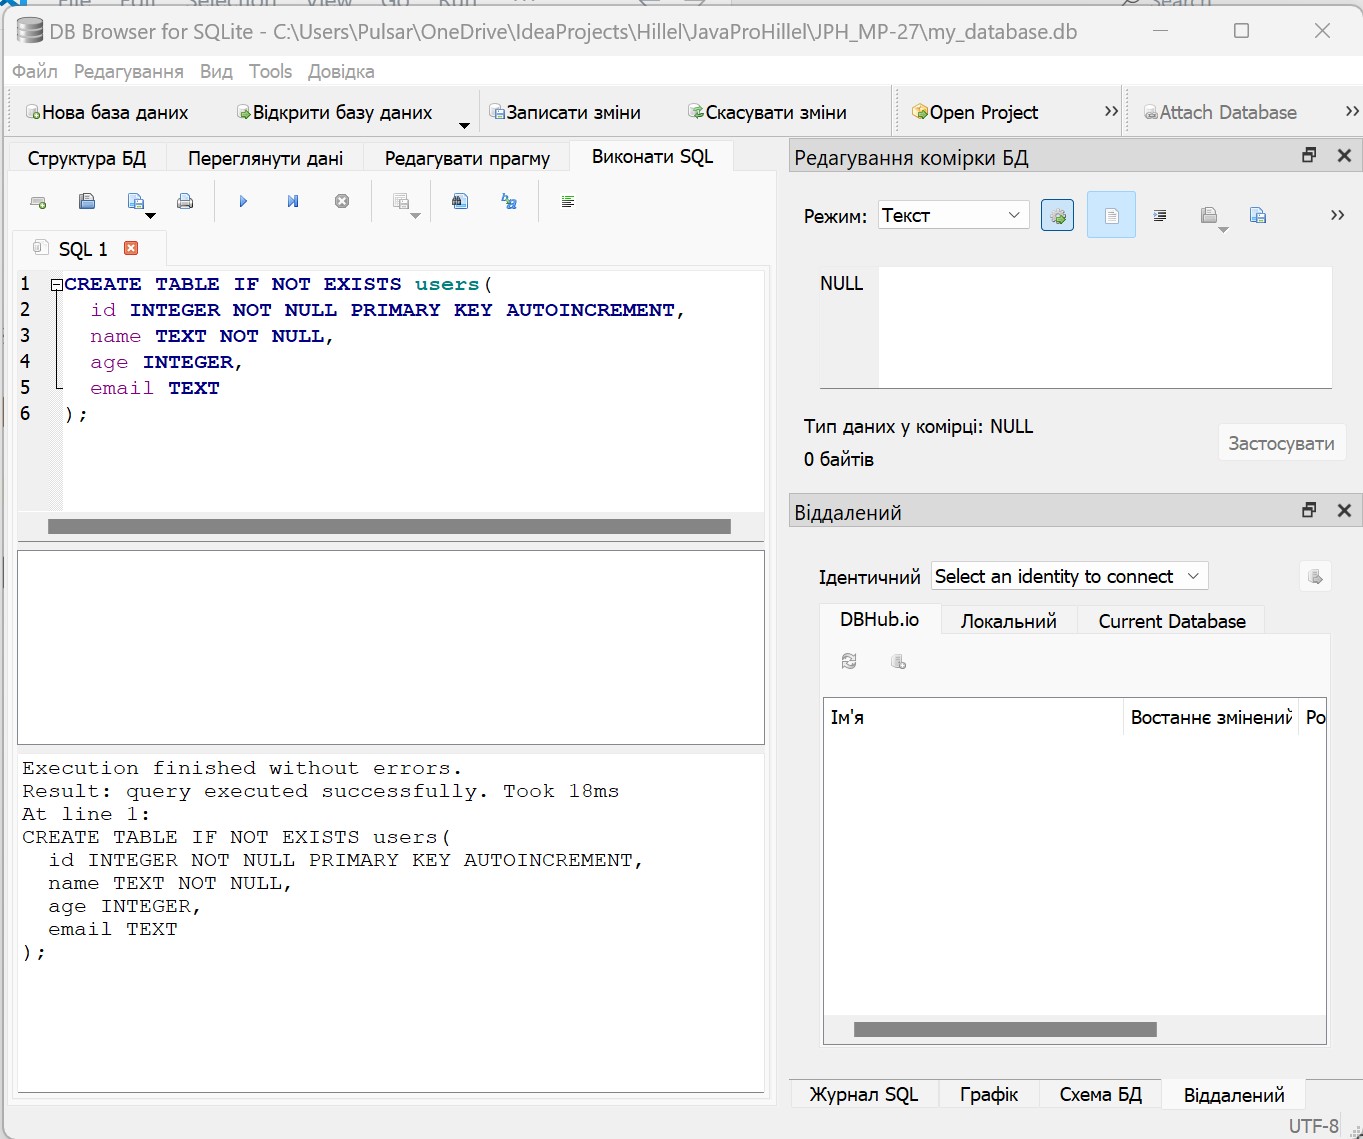 DB Browser for SQLite - C:\Users\Pulsar\OneDrive\IdeaProjects\Hillel\JavaProHillel\JPH_MP-27\my_database.db
Файл Редагування Вид Tools Довідка
Нова база даних Відкрити базу даних Записати зміни Скасувати зміни Open Project Attach Database
Структура БД Переглянути дані Редагувати прагму Виконати SQL
SQL 1
1 CREATE TABLE IF NOT EXISTS users(
2 id INTEGER NOT NULL PRIMARY KEY AUTOINCREMENT,
3 name TEXT NOT NULL,
4 age INTEGER,
5 email TEXT
6 );
Execution finished without errors.
Result: query executed successfully. Took 18ms
At line 1:
CREATE TABLE IF NOT EXISTS users(
id INTEGER NOT NULL PRIMARY KEY AUTOINCREMENT,
name TEXT NOT NULL,
age INTEGER,
email TEXT
);
Редагування комірки БД
Режим: Текст
NULL
Тип даних у комірці: NULL
0 байтів
Застосувати
Віддалений
Ідентичний Select an identity to connect
DBHub.io Локальний Current Database
Ім'я Востаннє змінений Ро
Журнал SQL Графік Схема БД Віддалений
UTF-8